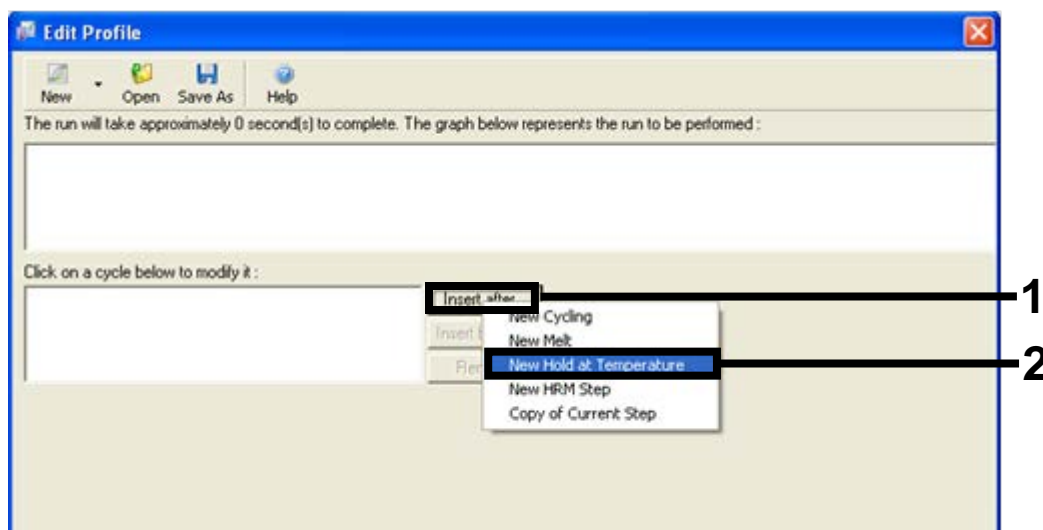 Edit Profile
New Open Save As Help
The run will take approximately 0 second(s) to complete. The graph below represents the run to be performed :
Click on a cycle below to modify it :
Insert after...
1
New Cycling
Insert
New Melt
New Hold at Temperature
2
New HRM Step
Copy of Current Step